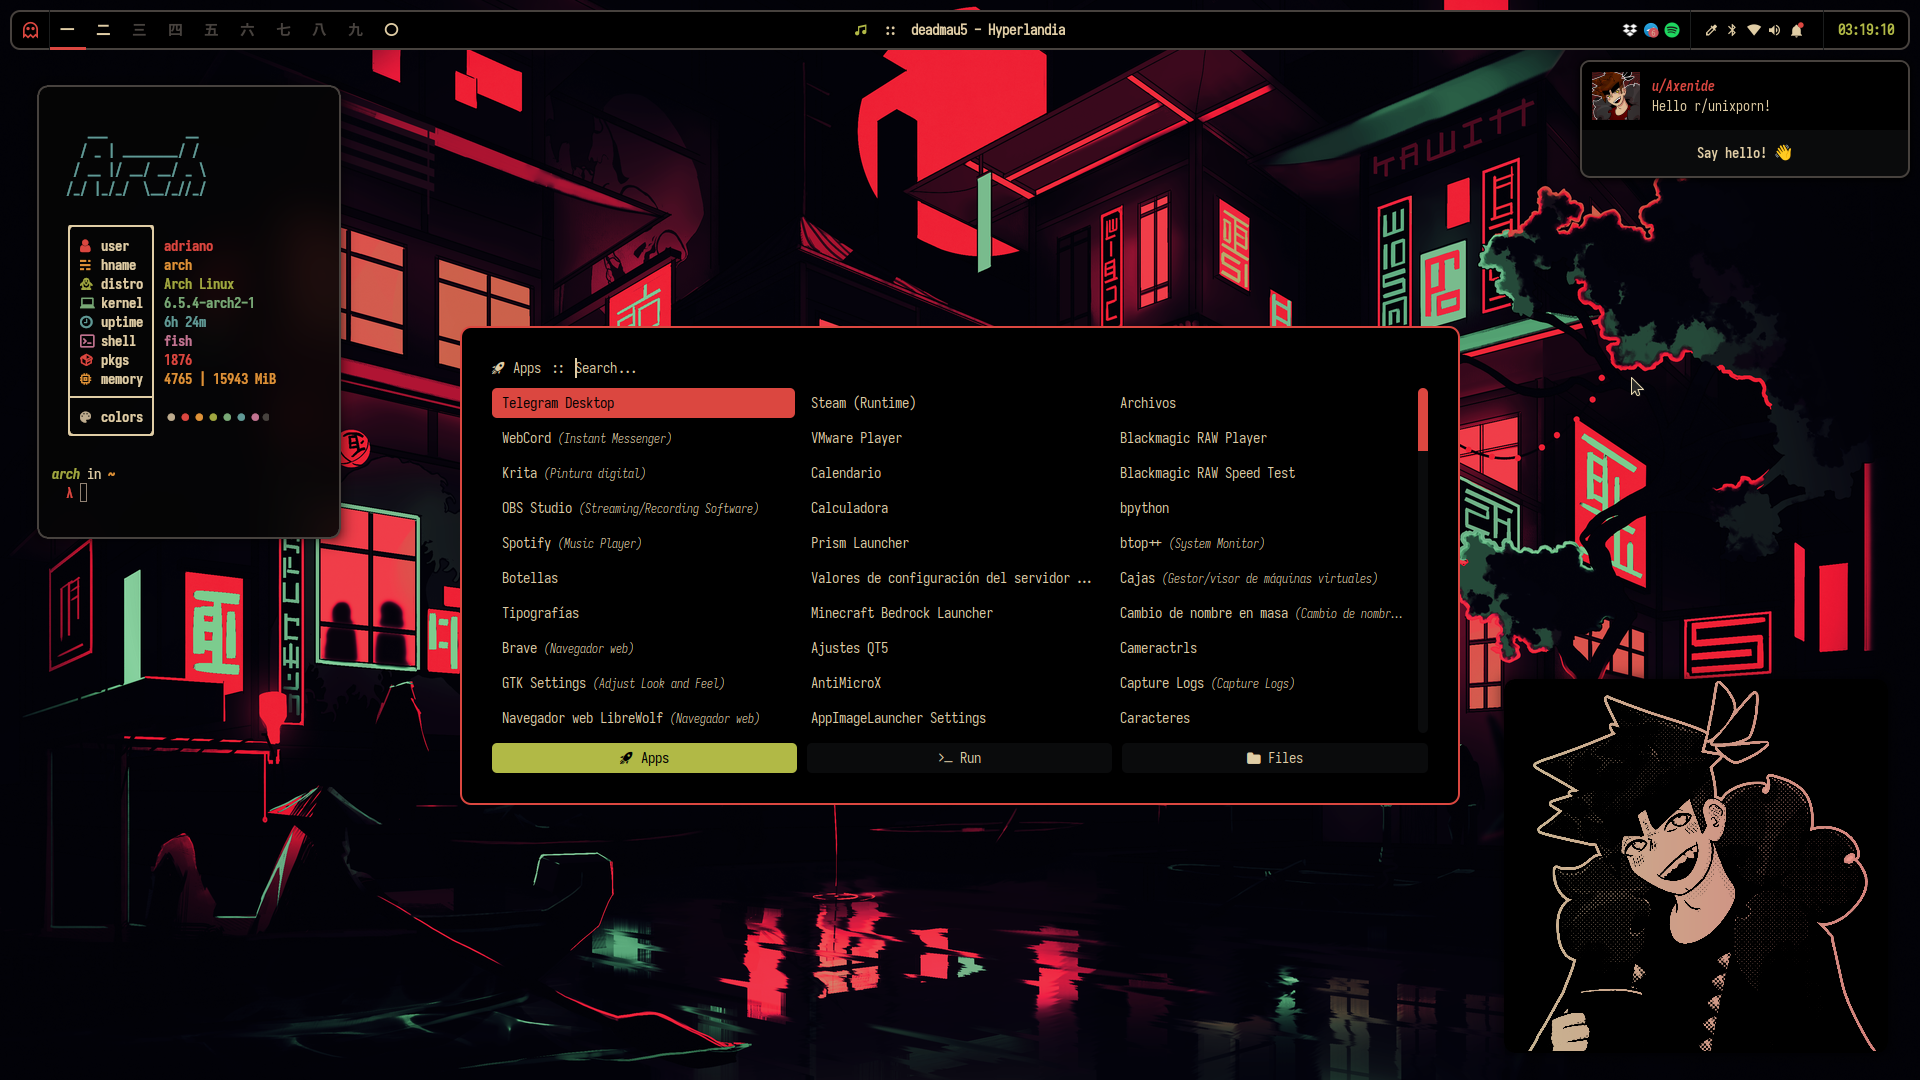 一 二 三 四 五 六 七 八 九
:: deadmau5 - Hyperlandia
03:19:10
u/Axenide
Hello r/unixporn!
Say hello! 👋
user adriano
hname arch
distro Arch Linux
kernel 6.5.4-arch2-1
uptime 6h 24m
shell fish
pkgs 1876
memory 4765 | 15943 MiB
colors
arch in ~
λ
Apps :: Search...
Telegram Desktop
WebCord (Instant Messenger)
Krita (Pintura digital)
OBS Studio (Streaming/Recording Software)
Spotify (Music Player)
Botellas
Tipografías
Brave (Navegador web)
GTK Settings (Adjust Look and Feel)
Navegador web LibreWolf (Navegador web)
Steam (Runtime)
VMware Player
Calendario
Calculadora
Prism Launcher
Valores de configuración del servidor ...
Minecraft Bedrock Launcher
Ajustes QT5
AntiMicroX
AppImageLauncher Settings
Archivos
Blackmagic RAW Player
Blackmagic RAW Speed Test
bpython
btop++ (System Monitor)
Cajas (Gestor/visor de máquinas virtuales)
Cambio de nombre en masa (Cambio de nombr...
Cameractrls
Capture Logs (Capture Logs)
Caracteres
Apps
>_ Run
Files